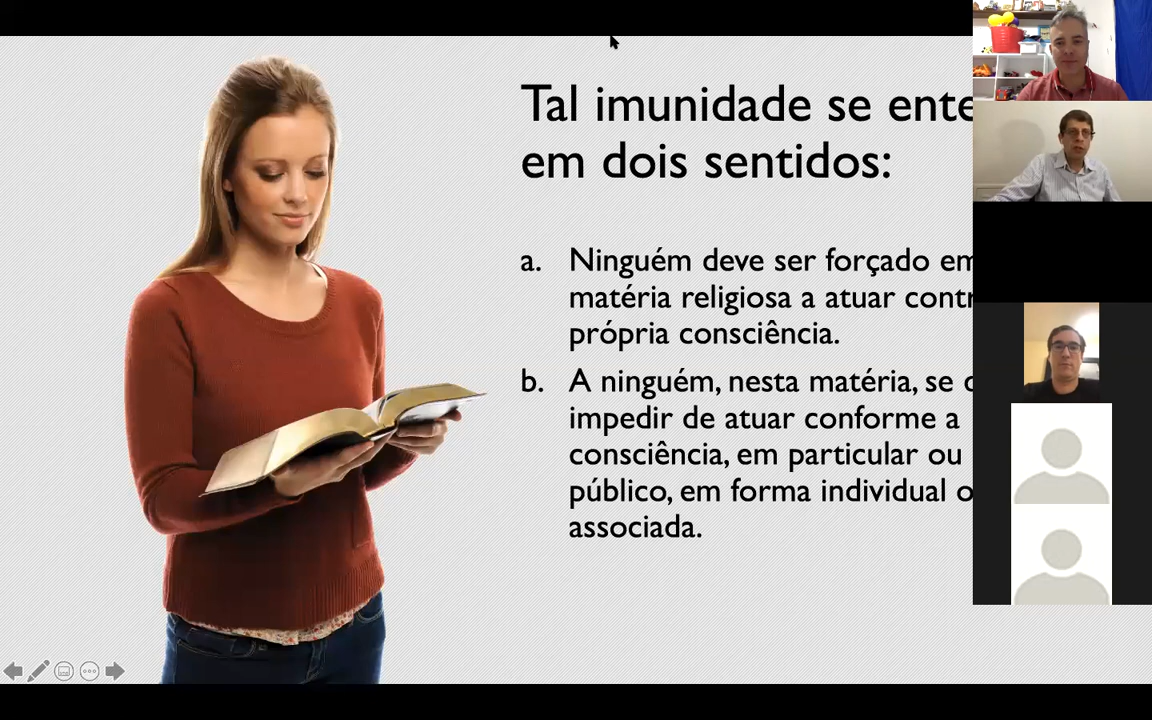 Tal imunidade se ente
em dois sentidos:
a. Ninguém deve ser forçado em
matéria religiosa a atuar contr
própria consciência.
b. A ninguém, nesta matéria, se
impedir de atuar conforme a
consciência, em particular ou
público, em forma individual o
associada.